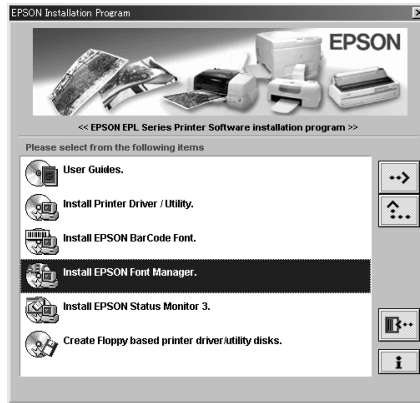 EPSON Installation Program
EPSON
<< EPSON EPL Series Printer Software installation program >>
Please select from the following items
User Guides.
Install Printer Driver / Utility.
Install EPSON BarCode Font.
Install EPSON Font Manager.
Install EPSON Status Monitor 3.
Create Floppy based printer driver/utility disks.